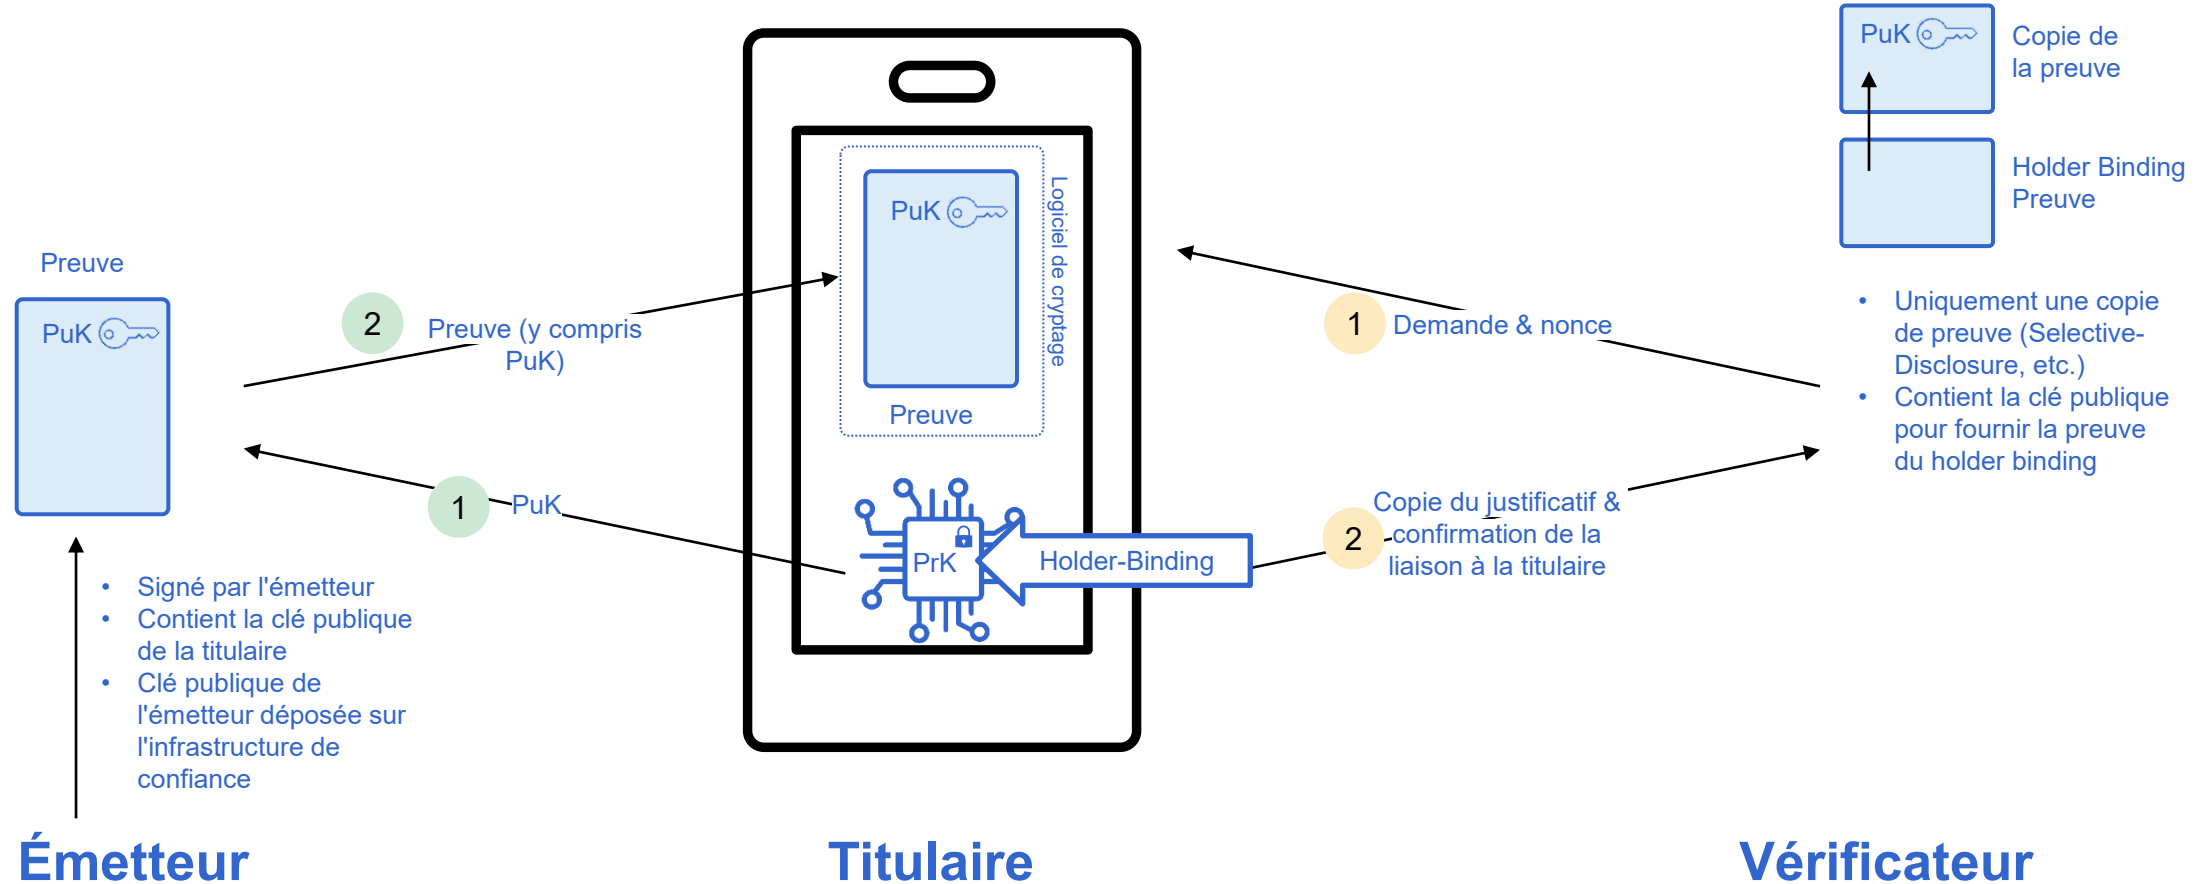 Preuve
PuK
2
Preuve (y compris
PuK)
1
PuK
• Signé par l'émetteur
• Contient la clé publique
de la titulaire
• Clé publique de
l'émetteur déposée sur
l'infrastructure de
confiance
Émetteur
PuK
Preuve
Logiciel de cryptage
PrK
Holder-Binding
Titulaire
1
Demande & nonce
2
Copie du justificatif &
confirmation de la
liaison à la titulaire
PuK
Copie de
la preuve
Holder Binding
Preuve
• Uniquement une copie
de preuve (Selective-
Disclosure, etc.)
• Contient la clé publique
pour fournir la preuve
du holder binding
Vérificateur